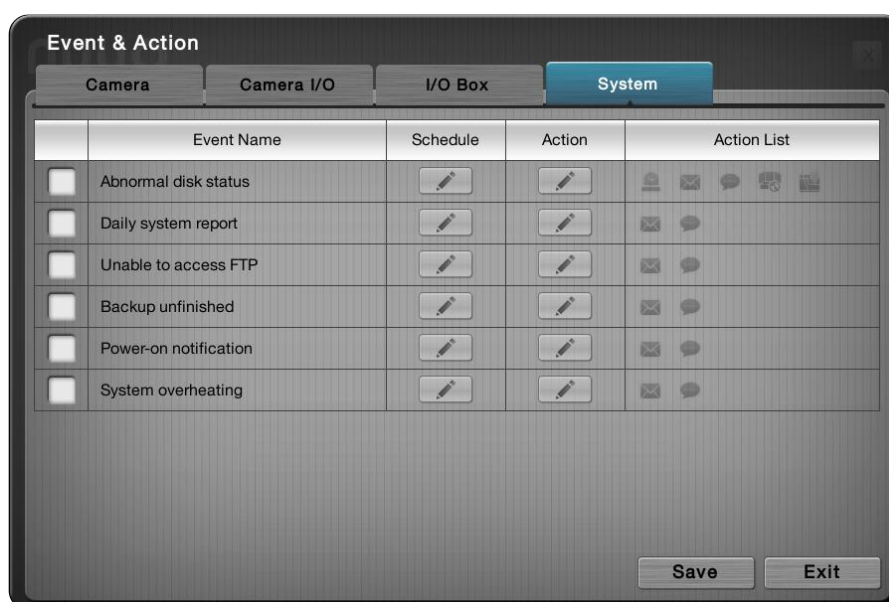 Event & Action
Camera Camera I/O I/O Box System
Event Name Schedule Action Action List
Abnormal disk status
Daily system report
Unable to access FTP
Backup unfinished
Power-on notification
System overheating
Save Exit